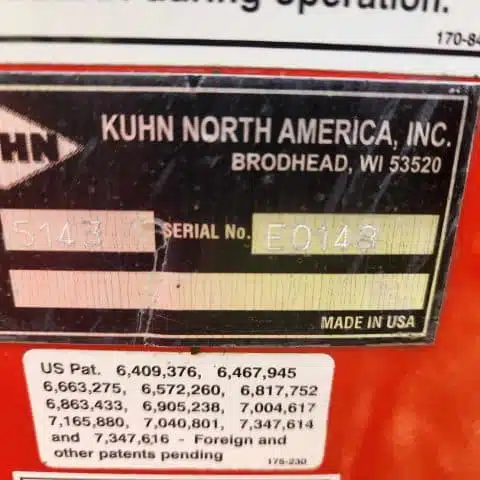 during operation.
170-84
KUHN NORTH AMERICA, INC.
BRODHEAD, WI 53520
HN
5143 SERIAL No. E0148
MADE IN USA
US Pat. 6,409,376, 6,467,945
6,663,275, 6,572,260, 6,817,752
6,863,433, 6,905,238, 7,004,617
7,165,880, 7,040,801, 7,347,614
and 7,347,616 - Foreign and
other patents pending
175-230